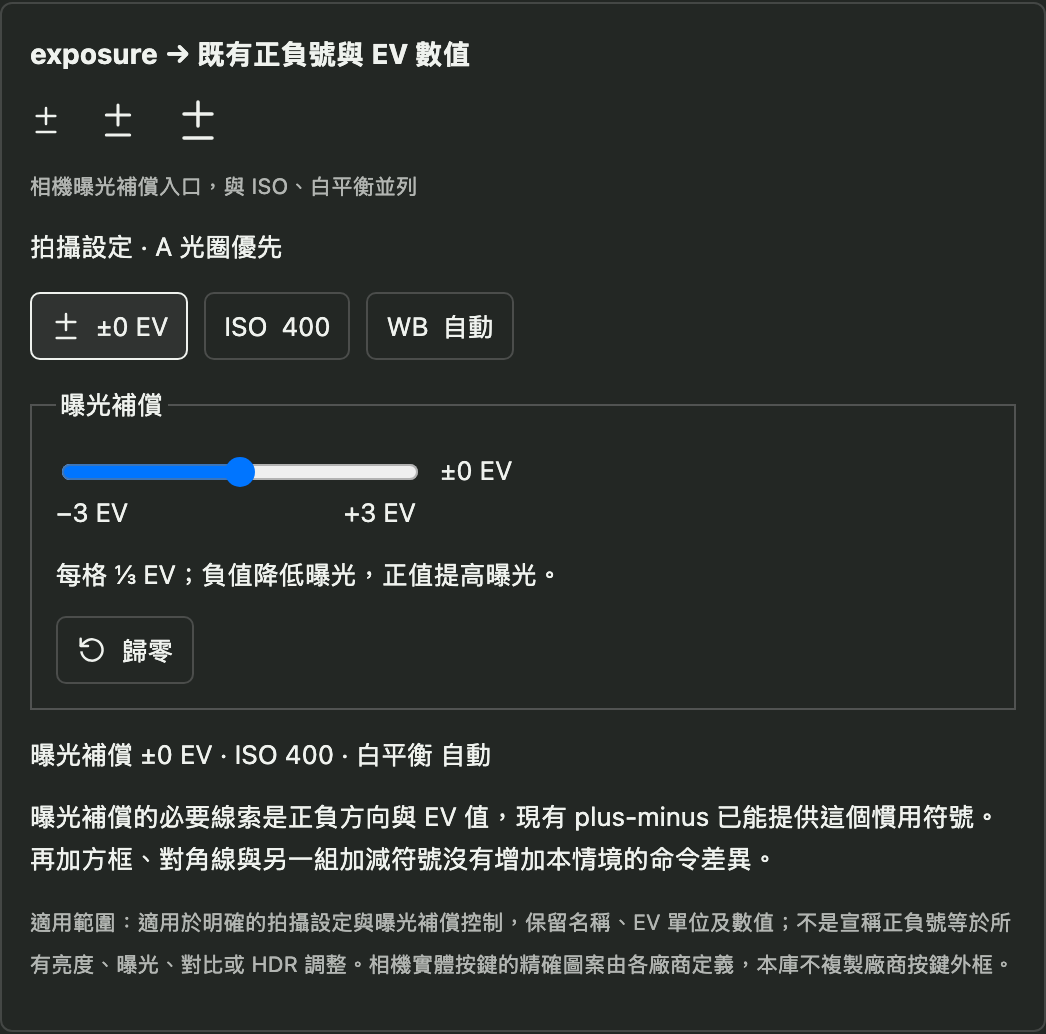 exposure → 既有正負號與 EV 數值
± ± ±
相機曝光補償入口，與 ISO、白平衡並列
拍攝設定 · A 光圈優先
± ±0 EV ISO 400 WB 自動
曝光補償
±0 EV
−3 EV +3 EV
每格 ⅓ EV；負值降低曝光，正值提高曝光。
歸零
曝光補償 ±0 EV · ISO 400 · 白平衡 自動
曝光補償的必要線索是正負方向與 EV 值，現有 plus-minus 已能提供這個慣用符號。
再加方框、對角線與另一組加減符號沒有增加本情境的命令差異。
適用範圍：適用於明確的拍攝設定與曝光補償控制，保留名稱、EV 單位及數值；不是宣稱正負號等於所
有亮度、曝光、對比或 HDR 調整。相機實體按鍵的精確圖案由各廠商定義，本庫不複製廠商按鍵外框。